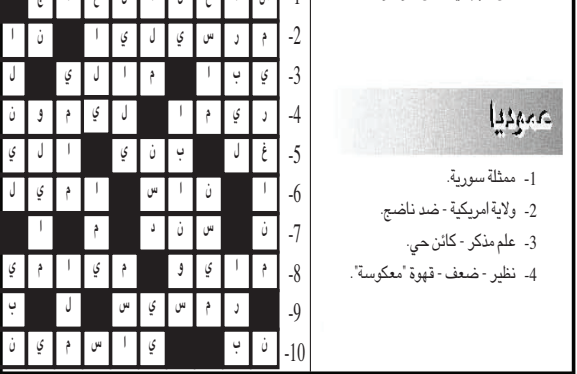 -2 م ر س ي ل ي ا ن ا
-3 ي ب ا م ا ل ي ل
-4 ر ي م ا ل ي م و ن
-5 غ ل ب ن ي ا ل ي
-6 ا ن ا س ا م ي ل
-7 ن س ن د م ا
-8 م ا ي و م ي ا م ي
-9 ر م س ي س ل ب
-10 ن ب ي ا س م ي ن
عموديا
1- ممثلة سورية.
2- ولاية امريكية - ضد ناضج.
3- علم مذكر - كائن حي.
4- نظير - ضعف - قهوة "معكوسة".